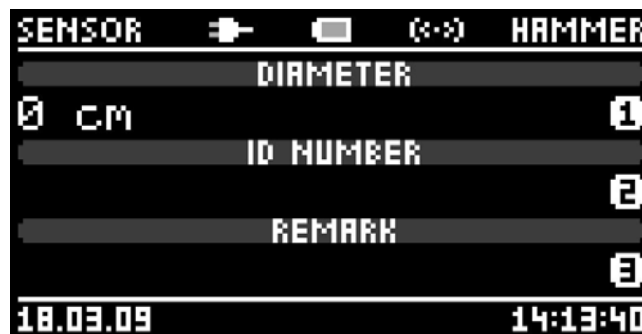 SENSOR HAMMER
DIAMETER
0 cm 1
ID NUMBER
2
REMARK
3
18.03.09 14:13:40